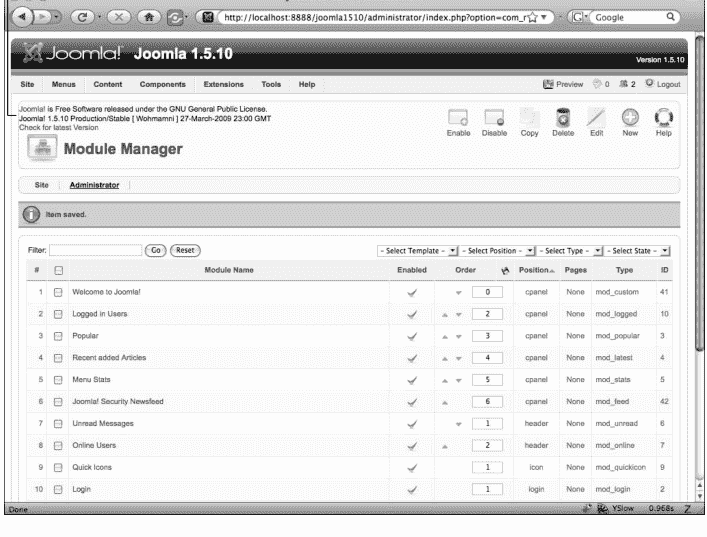 http://localhost:8888/joomla1510/administrator/index.php?option=com_r
Google
Joomla! Joomla 1.5.10
Version 1.5.10
Site Menus Content Components Extensions Tools Help
Preview 0 2 Logout
Joomla! is Free Software released under the GNU General Public License.
Joomla! 1.5.10 Production/Stable [ Wohmamni ] 27-March-2009 23:00 GMT
Check for latest Version
Module Manager
Enable Disable Copy Delete Edit New Help
Site Administrator
Item saved.
Filter: Go Reset - Select Template - - Select Position - - Select Type - - Select State -
# Module Name Enabled Order Position Pages Type ID
1 Welcome to Joomla! 0 cpanel None mod_custom 41
2 Logged in Users 2 cpanel None mod_logged 10
3 Popular 3 cpanel None mod_popular 3
4 Recent added Articles 4 cpanel None mod_latest 4
5 Menu Stats 5 cpanel None mod_stats 5
6 Joomla! Security Newsfeed 6 cpanel None mod_feed 42
7 Unread Messages 1 header None mod_unread 6
8 Online Users 2 header None mod_online 7
9 Quick Icons 1 icon None mod_quickicon 9
10 Login 1 login None mod_login 2
Done YSlow 0.968s Z